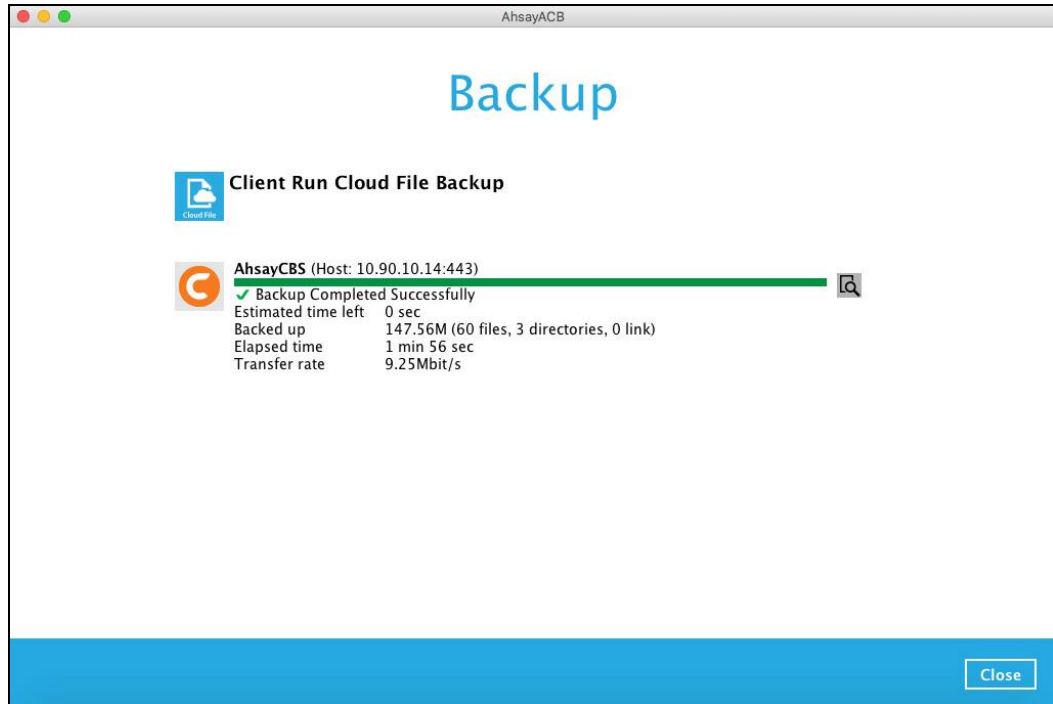 AhsayACB
Backup
Client Run Cloud File Backup
Cloud File
AhsayCBS (Host: 10.90.10.14:443)
Backup Completed Successfully
Estimated time left 0 sec
Backed up 147.56M (60 files, 3 directories, 0 link)
Elapsed time 1 min 56 sec
Transfer rate 9.25Mbit/s
Close